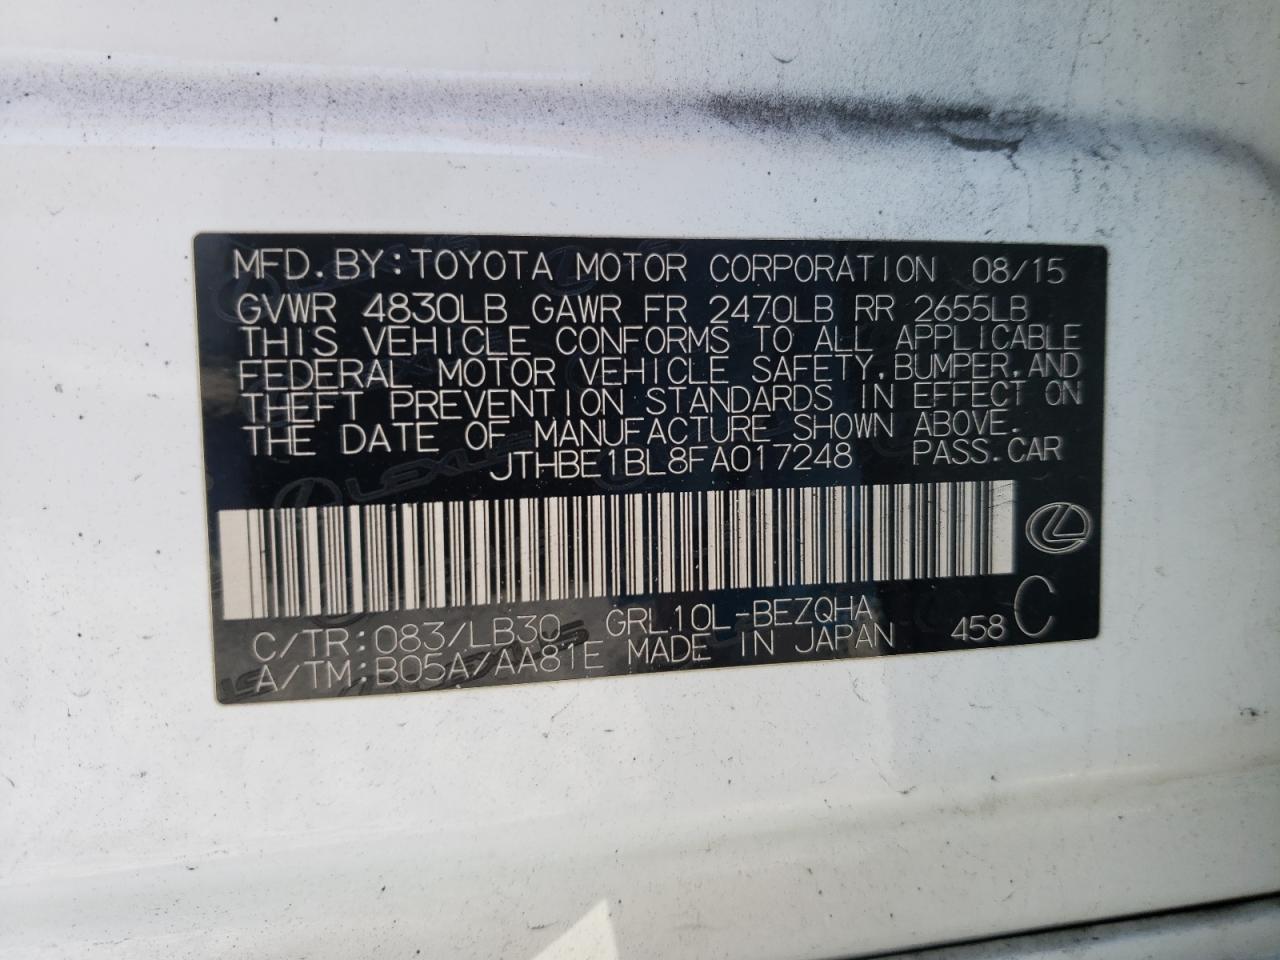 MFD.BY:TOYOTA MOTOR CORPORATION 08/15
GVWR 4830LB GAWR FR 2470LB RR 2655LB
THIS VEHICLE CONFORMS TO ALL APPLICABLE
FEDERAL MOTOR VEHICLE SAFETY,BUMPER,AND
THEFT PREVENTION STANDARDS IN EFFECT ON
THE DATE OF MANUFACTURE SHOWN ABOVE.
JTHBE1BL8FA017248 PASS.CAR
LEXUS
C/TR:083/LB30 GRL10L-BEZQHA
A/TM:B05A/AA81E MADE IN JAPAN 458 C